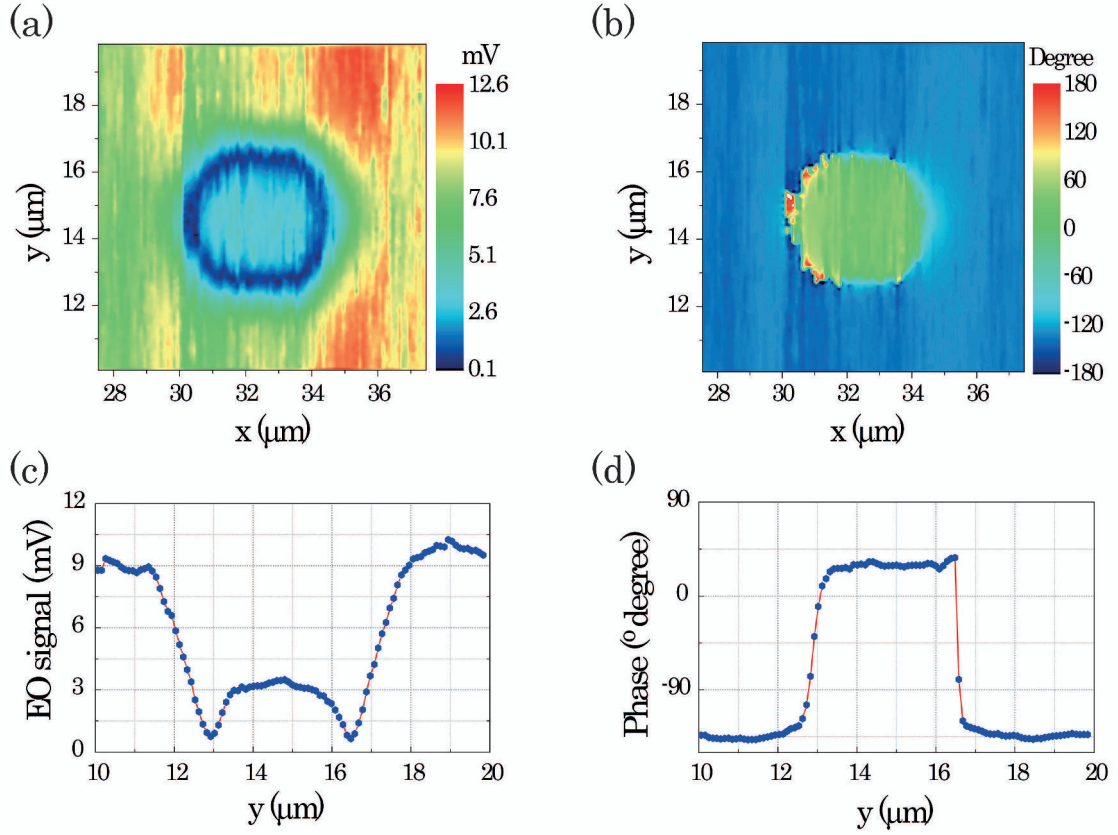 (a)
mV
12.6
10.1
7.6
5.1
2.6
0.1
18
16
14
12
y (μm)
28 30 32 34 36
x (μm)
(b)
Degree
180
120
60
0
-60
-120
-180
18
16
14
12
y (μm)
28 30 32 34 36
x (μm)
(c)
12
9
6
3
0
EO signal (mV)
10 12 14 16 18 20
y (μm)
(d)
90
0
-90
Phase (º degree)
10 12 14 16 18 20
y (μm)